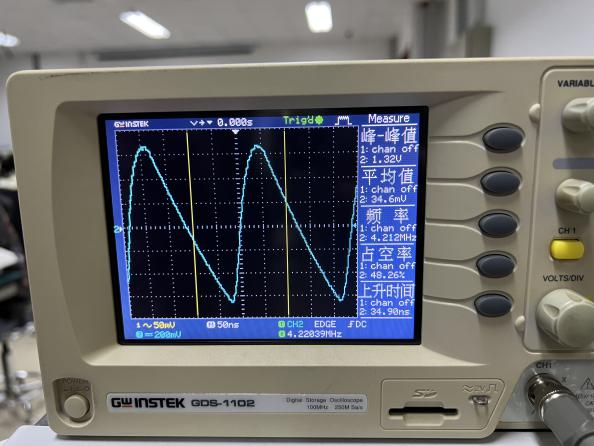 GW INSTEK 0.000s Trig'd Measure
峰-峰值
1: chan off
2: 1.32V
平均值
1: chan off
2: 34.6mV
频 率
1: chan off
2: 4.212MHz
占空率
1: chan off
2: 48.26%
上升时间
1: chan off
2: 34.90ns
1 50mV 50ns CH2 EDGE DC
2 200mV 4.22039MHz
VARIABL
CH 1
VOLTS/DIV
CH1
X
POWER
GW INSTEK GDS-1102 Digital Storage Oscilloscope
100MHz 250M Sa/s
SD
≈2V